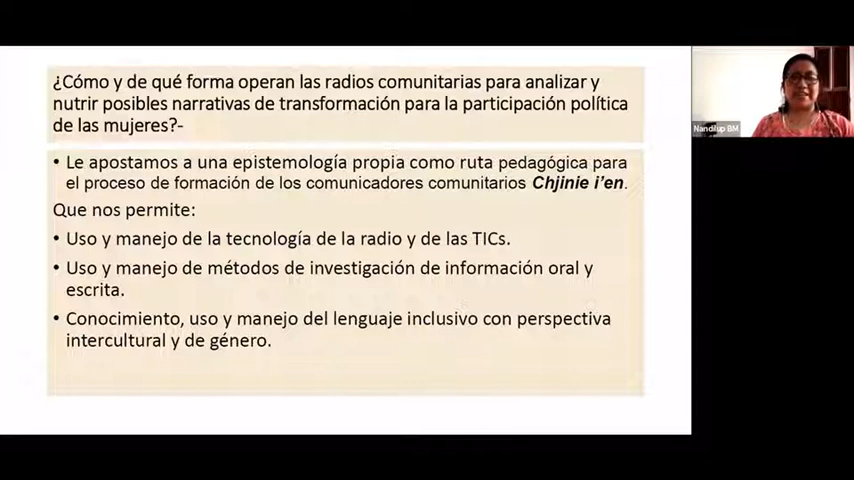 ¿Cómo y de qué forma operan las radios comunitarias para analizar y
nutrir posibles narrativas de transformación para la participación política
de las mujeres?-
• Le apostamos a una epistemología propia como ruta pedagógica para
el proceso de formación de los comunicadores comunitarios Chjinie i’en.
Que nos permite:
• Uso y manejo de la tecnología de la radio y de las TICs.
• Uso y manejo de métodos de investigación de información oral y
escrita.
• Conocimiento, uso y manejo del lenguaje inclusivo con perspectiva
intercultural y de género.
Nandilup BM